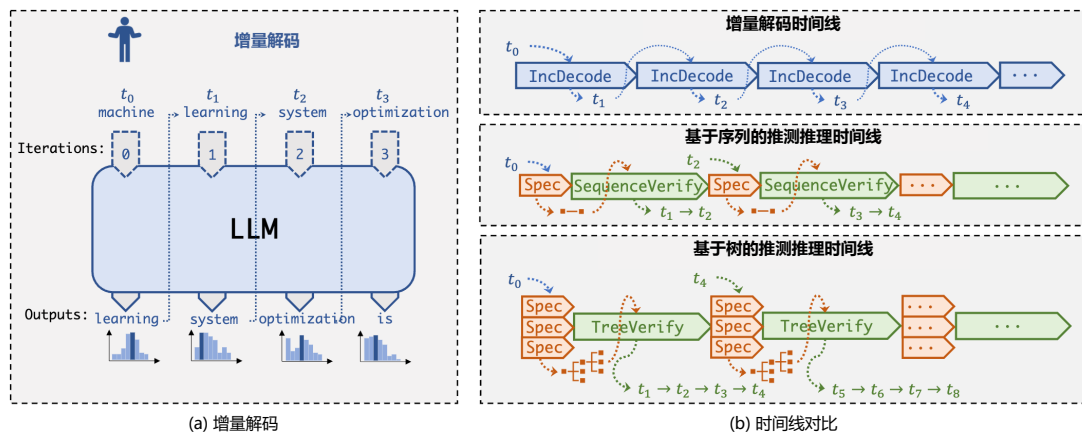 增量解码
t₀ t₁ t₂ t₃
machine learning system optimization
Iterations: 0 1 2 3
LLM
Outputs: learning system optimization is
(a) 增量解码
增量解码时间线
t₀
IncDecode IncDecode IncDecode IncDecode ···
t₁ t₂ t₃ t₄
基于序列的推测推理时间线
t₀ t₂
Spec SequenceVerify Spec SequenceVerify ··· ···
t₁ → t₂ t₃ → t₄
基于树的推测推理时间线
t₀ t₄
Spec Spec ···
Spec TreeVerify Spec TreeVerify ··· ···
Spec Spec ···
t₁ → t₂ → t₃ → t₄ t₅ → t₆ → t₇ → t₈
(b) 时间线对比